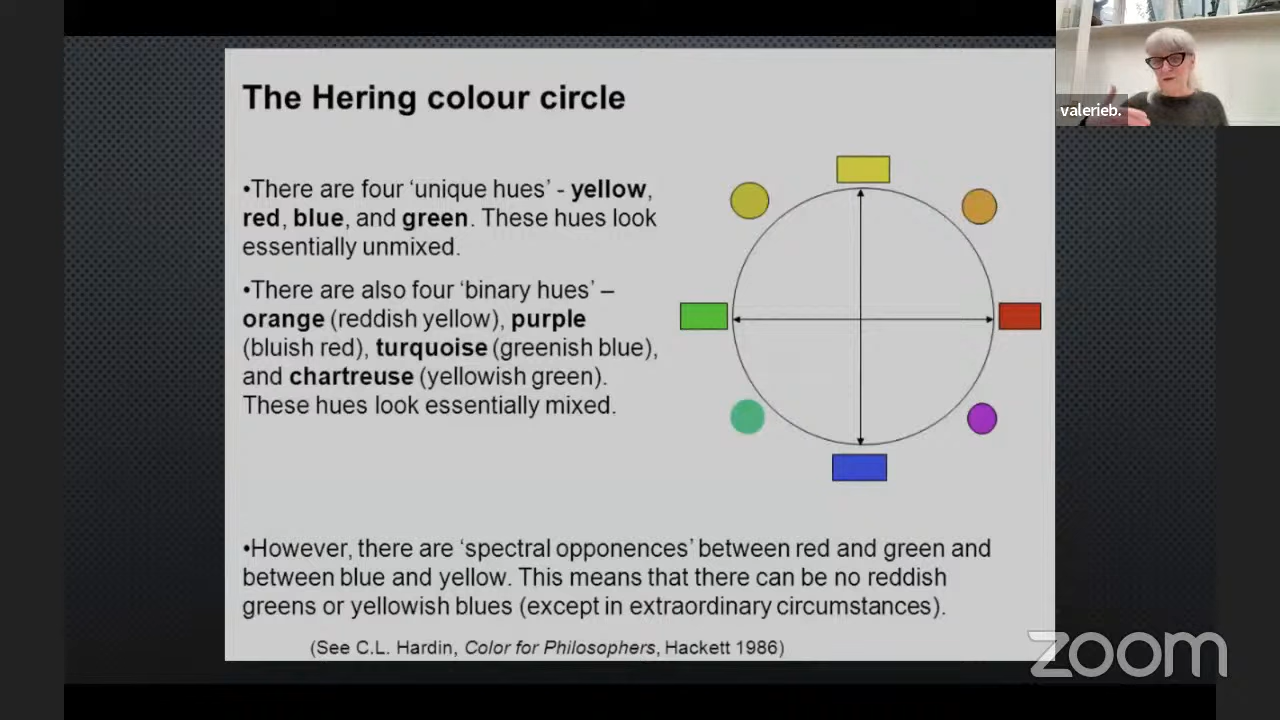 The Hering colour circle
•There are four ‘unique hues’ - yellow,
red, blue, and green. These hues look
essentially unmixed.
•There are also four ‘binary hues’ –
orange (reddish yellow), purple
(bluish red), turquoise (greenish blue),
and chartreuse (yellowish green).
These hues look essentially mixed.
•However, there are ‘spectral opponences’ between red and green and
between blue and yellow. This means that there can be no reddish
greens or yellowish blues (except in extraordinary circumstances).
(See C.L. Hardin, Color for Philosophers, Hackett 1986)
valerieb.
zoom